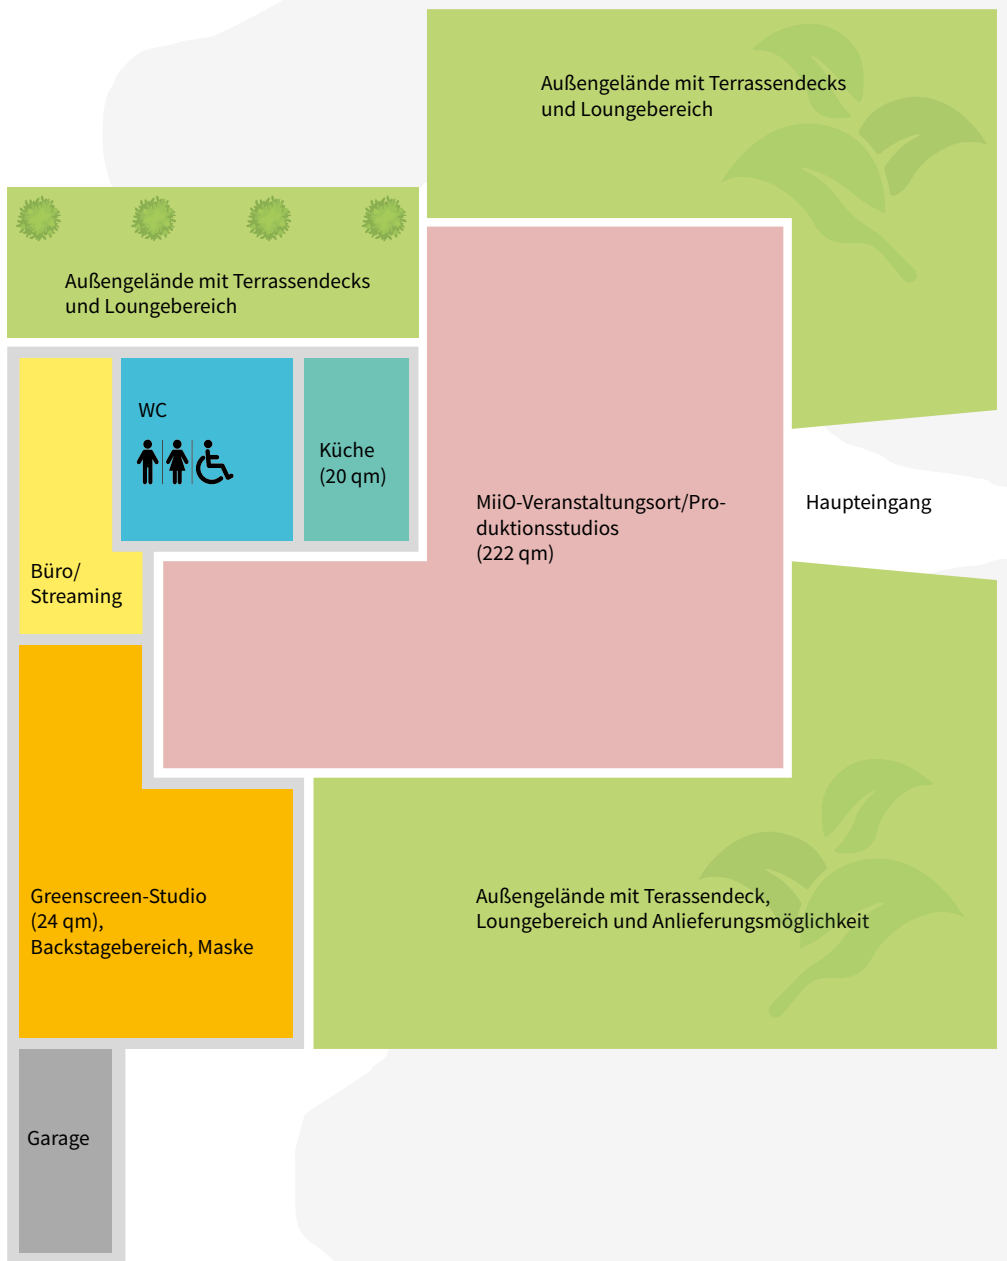 Außengelände mit Terrassendecks
und Loungebereich
Außengelände mit Terrassendecks
und Loungebereich
WC
Küche
(20 qm)
MiiO-Veranstaltungsort/Pro-
duktionsstudios
(222 qm)
Haupteingang
Büro/
Streaming
Greenscreen-Studio
(24 qm),
Backstagebereich, Maske
Außengelände mit Terassendeck,
Loungebereich und Anlieferungsmöglichkeit
Garage